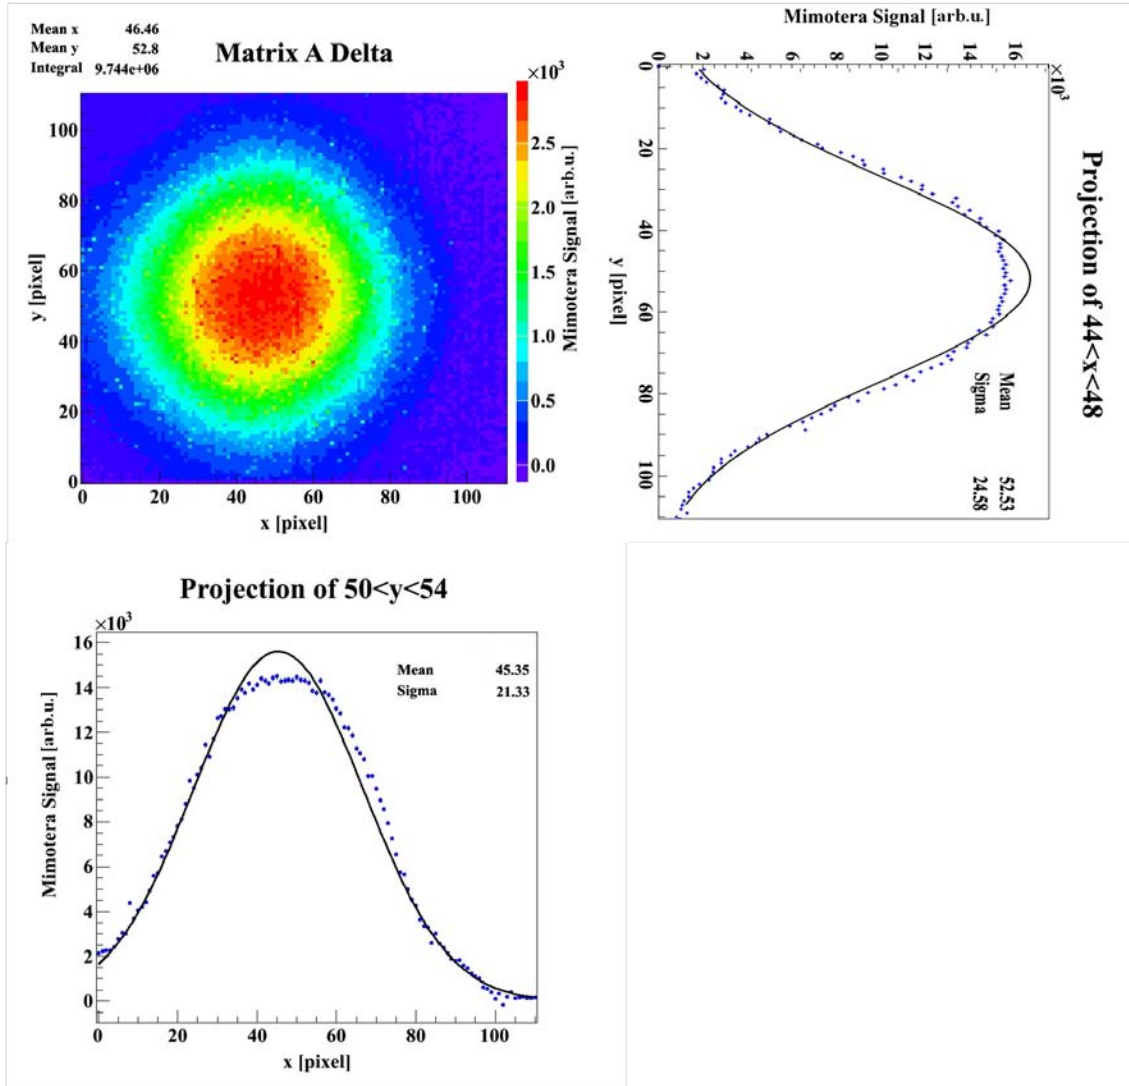 Mean x 46.46
Mean y 52.8
Integral 9.744e+06
Matrix A Delta
×10³
2.5
2.0
1.5
1.0
0.5
0.0
Mimotera Signal [arb.u.]
100
80
60
40
20
0
y [pixel]
0 20 40 60 80 100
x [pixel]
Mimotera Signal [arb.u.]
0 2 4 6 8 10 12 14 16
×10³
0
20
40
60
80
100
y [pixel]
Projection of 44<x<48
Mean 52.53
Sigma 24.58
Projection of 50<y<54
×10³
16
14
12
10
8
6
4
2
0
Mimotera Signal [arb.u.]
Mean 45.35
Sigma 21.33
0 20 40 60 80 100
x [pixel]